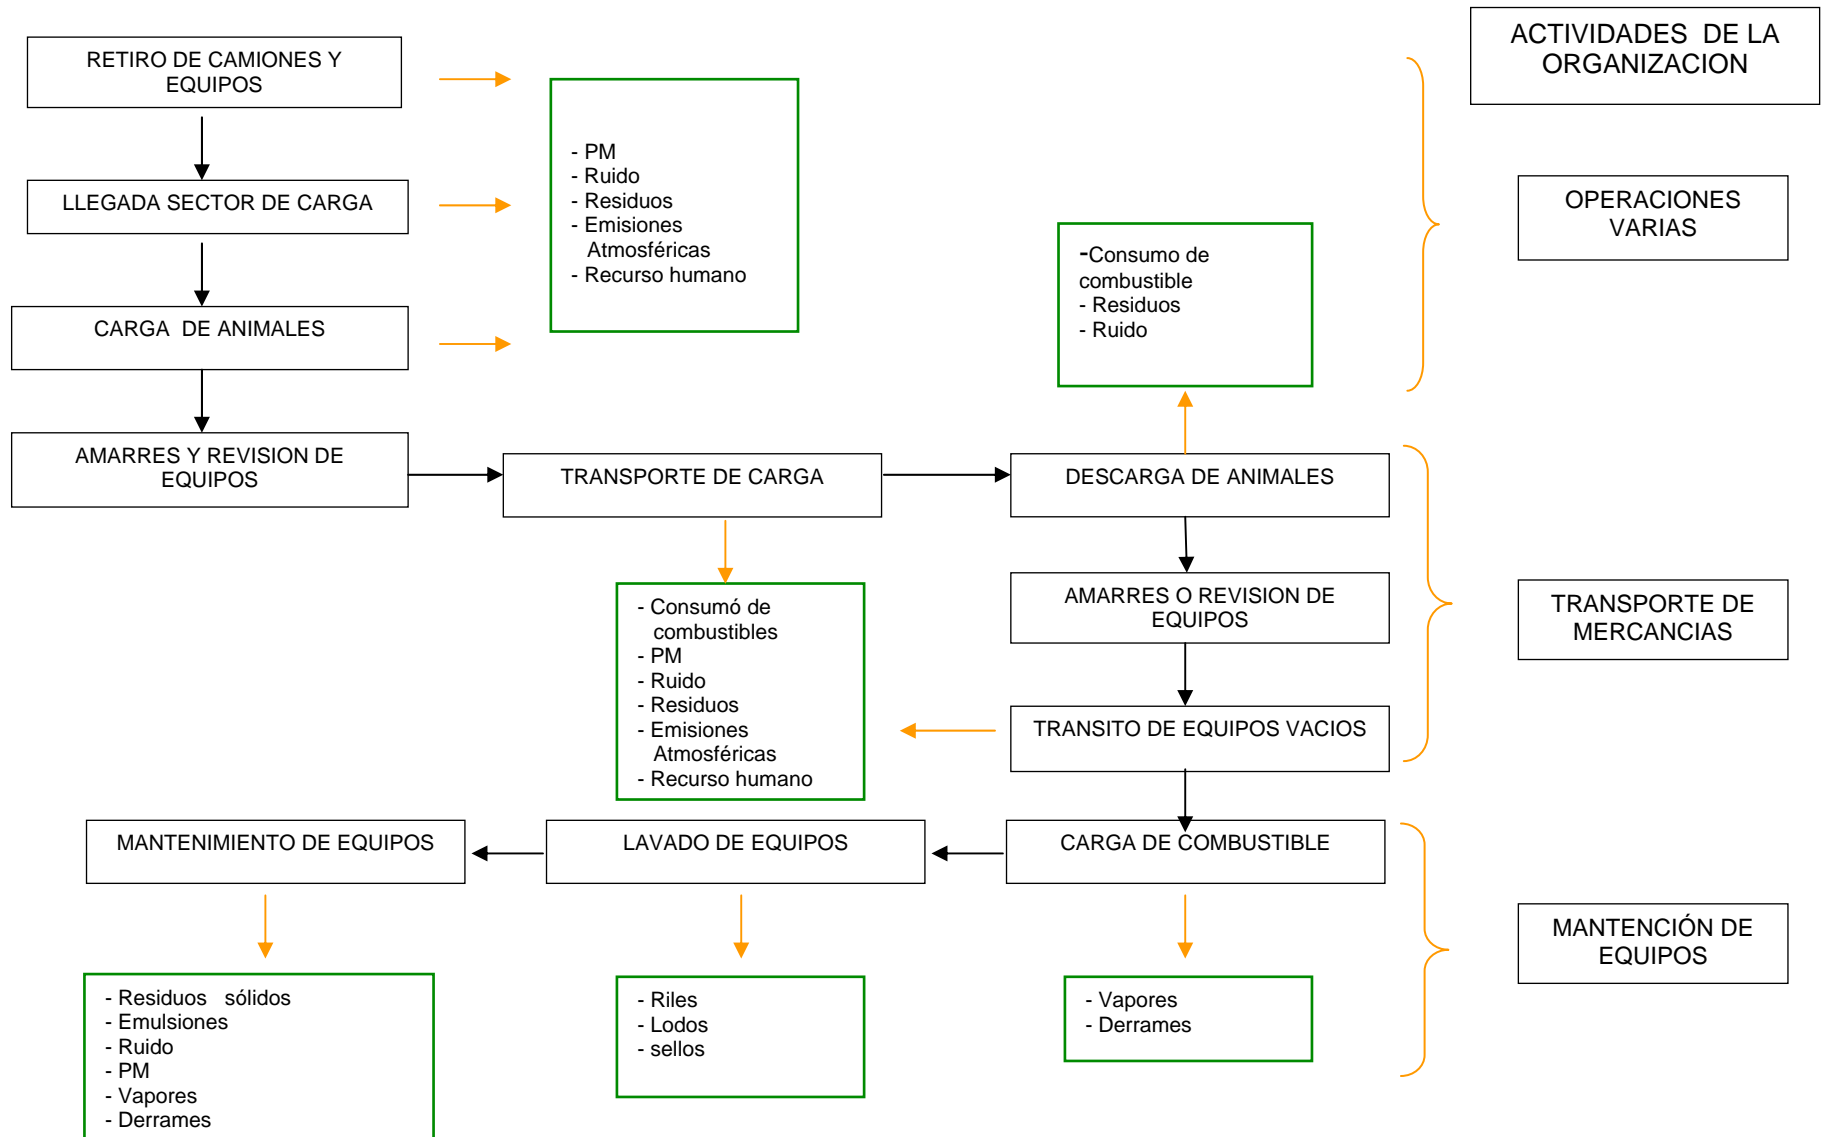 ACTIVIDADES DE LA
ORGANIZACION
RETIRO DE CAMIONES Y
EQUIPOS
- PM
- Ruido
- Residuos
- Emisiones
Atmosféricas
- Recurso humano
LLEGADA SECTOR DE CARGA
OPERACIONES
VARIAS
-Consumo de
combustible
- Residuos
- Ruido
CARGA DE ANIMALES
AMARRES Y REVISION DE
EQUIPOS
TRANSPORTE DE CARGA
DESCARGA DE ANIMALES
- Consumó de
combustibles
- PM
- Ruido
- Residuos
- Emisiones
Atmosféricas
- Recurso humano
AMARRES O REVISION DE
EQUIPOS
TRANSPORTE DE
MERCANCIAS
TRANSITO DE EQUIPOS VACIOS
MANTENIMIENTO DE EQUIPOS
LAVADO DE EQUIPOS
CARGA DE COMBUSTIBLE
MANTENCIÓN DE
EQUIPOS
- Residuos sólidos
- Emulsiones
- Ruido
- PM
- Vapores
- Derrames
- Riles
- Lodos
- sellos
- Vapores
- Derrames